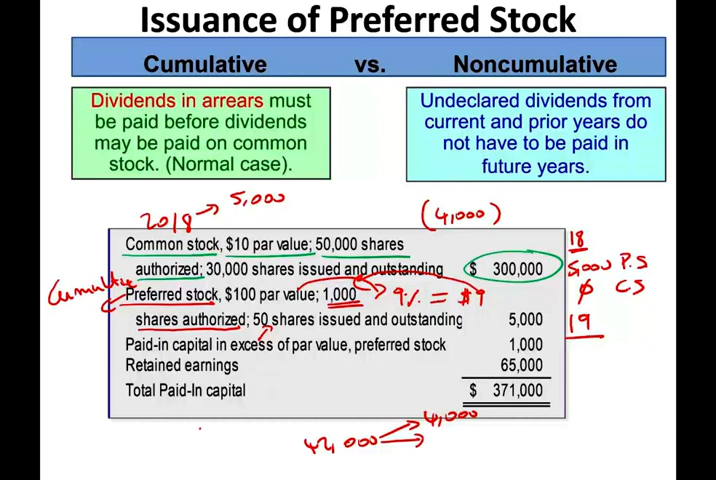 Issuance of Preferred Stock
Cumulative vs. Noncumulative
Dividends in arrears must
be paid before dividends
may be paid on common
stock. (Normal case).
Undeclared dividends from
current and prior years do
not have to be paid in
future years.
2018 → 5,000
(4,000)
Common stock, $10 par value; 50,000 shares
authorized; 30,000 shares issued and outstanding $ 300,000
Preferred stock, $100 par value; 1,000
shares authorized; 50 shares issued and outstanding 5,000
Paid-in capital in excess of par value, preferred stock 1,000
Retained earnings 65,000
Total Paid-In capital $ 371,000
Cumulative
9% = $9
18
5,000 P.S
ø CS
19
42,000
4,000